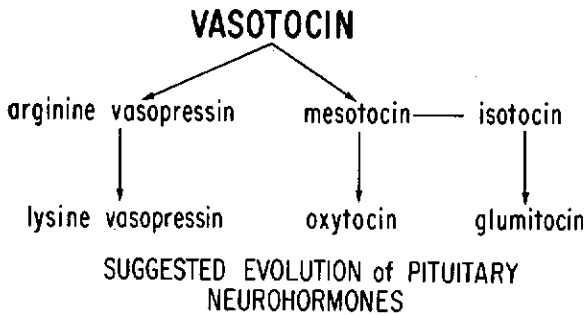 VASOTOCIN
arginine vasopressin mesotocin isotocin
lysine vasopressin oxytocin glumitocin
SUGGESTED EVOLUTION of PITUITARY
NEUROHORMONES